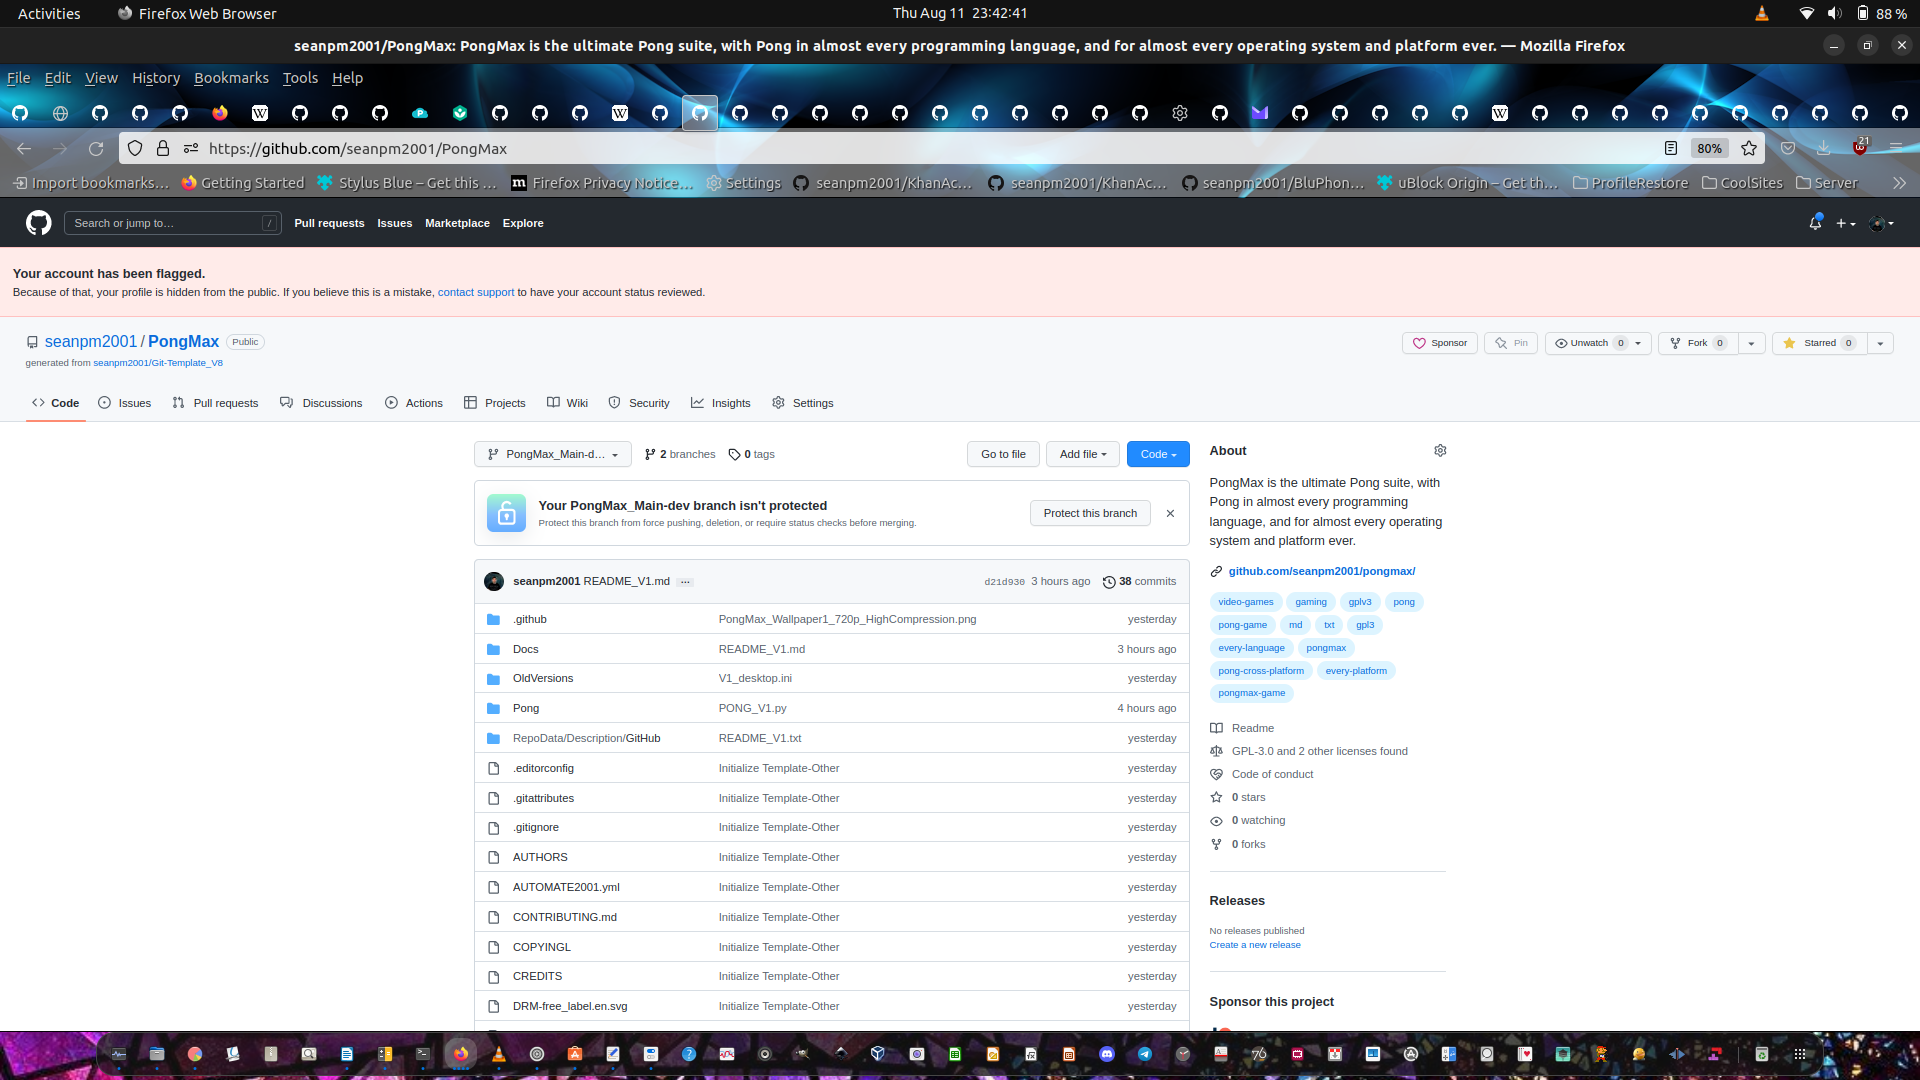 Activities Firefox Web Browser Thu Aug 11 23:42:41 88 %
seanpm2001/PongMax: PongMax is the ultimate Pong suite, with Pong in almost every programming language, and for almost every operating system and platform ever. — Mozilla Firefox
File Edit View History Bookmarks Tools Help
https://github.com/seanpm2001/PongMax 80% 21
Import bookmarks… Getting Started Stylus Blue – Get this … Firefox Privacy Notice… Settings seanpm2001/KhanAc… seanpm2001/KhanAc… seanpm2001/BluPhon… uBlock Origin – Get th… ProfileRestore CoolSites Server
Search or jump to… / Pull requests Issues Marketplace Explore
Your account has been flagged.
Because of that, your profile is hidden from the public. If you believe this is a mistake, contact support to have your account status reviewed.
seanpm2001 / PongMax Public Sponsor Pin Unwatch 0 Fork 0 Starred 0
generated from seanpm2001/Git-Template_V8
Code Issues Pull requests Discussions Actions Projects Wiki Security Insights Settings
PongMax_Main-d… 2 branches 0 tags Go to file Add file Code
Your PongMax_Main-dev branch isn't protected
Protect this branch from force pushing, deletion, or require status checks before merging.
Protect this branch
seanpm2001 README_V1.md … d21d930 3 hours ago 38 commits
.github PongMax_Wallpaper1_720p_HighCompression.png yesterday
Docs README_V1.md 3 hours ago
OldVersions V1_desktop.ini yesterday
Pong PONG_V1.py 4 hours ago
RepoData/Description/GitHub README_V1.txt yesterday
.editorconfig Initialize Template-Other yesterday
.gitattributes Initialize Template-Other yesterday
.gitignore Initialize Template-Other yesterday
AUTHORS Initialize Template-Other yesterday
AUTOMATE2001.yml Initialize Template-Other yesterday
CONTRIBUTING.md Initialize Template-Other yesterday
COPYINGL Initialize Template-Other yesterday
CREDITS Initialize Template-Other yesterday
DRM-free_label.en.svg Initialize Template-Other yesterday
About
PongMax is the ultimate Pong suite, with
Pong in almost every programming
language, and for almost every operating
system and platform ever.
github.com/seanpm2001/pongmax/
video-games gaming gplv3 pong
pong-game md txt gpl3
every-language pongmax
pong-cross-platform every-platform
pongmax-game
Readme
GPL-3.0 and 2 other licenses found
Code of conduct
0 stars
0 watching
0 forks
Releases
No releases published
Create a new release
Sponsor this project